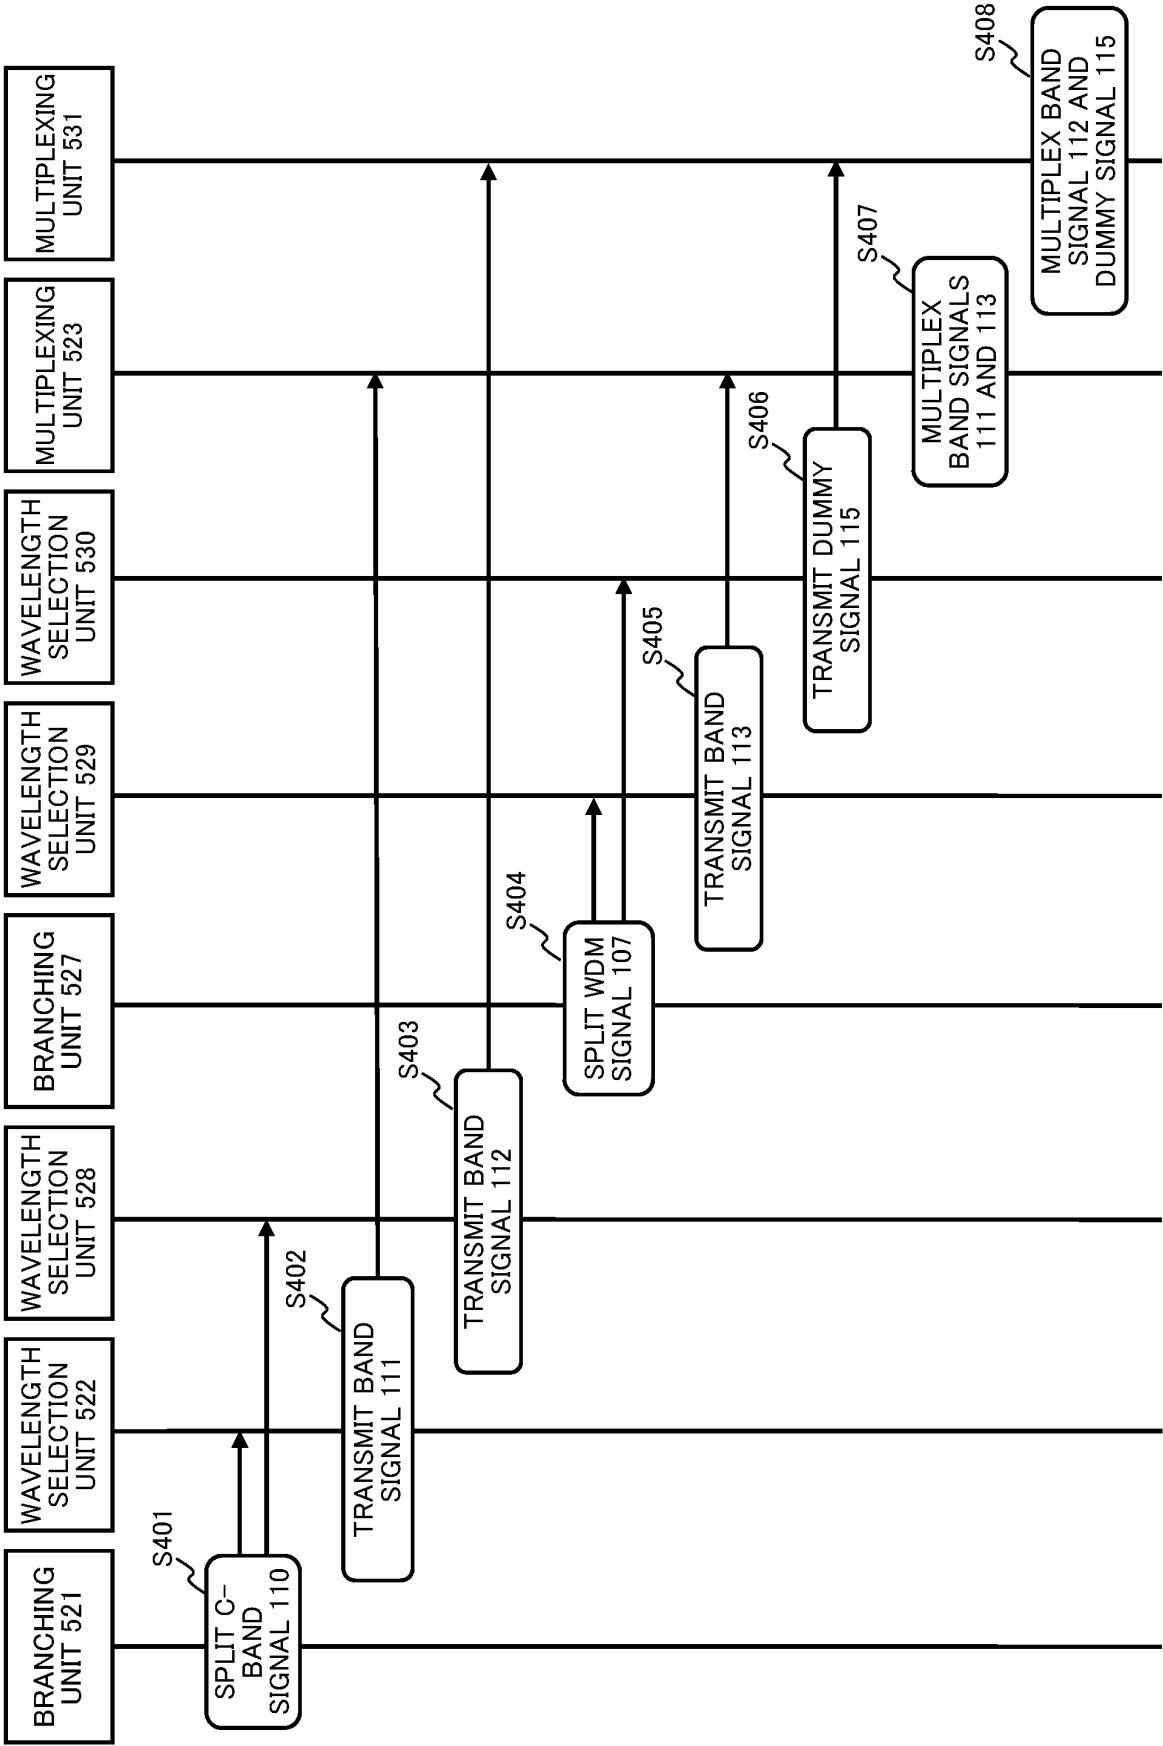 BRANCHING
UNIT 521
WAVELENGTH
SELECTION
UNIT 522
WAVELENGTH
SELECTION
UNIT 528
BRANCHING
UNIT 527
WAVELENGTH
SELECTION
UNIT 529
WAVELENGTH
SELECTION
UNIT 530
MULTIPLEXING
UNIT 523
MULTIPLEXING
UNIT 531
S401
SPLIT C-
BAND
SIGNAL 110
S402
TRANSMIT BAND
SIGNAL 111
S403
TRANSMIT BAND
SIGNAL 112
S404
SPLIT WDM
SIGNAL 107
S405
TRANSMIT BAND
SIGNAL 113
S406
TRANSMIT DUMMY
SIGNAL 115
S407
MULTIPLEX
BAND SIGNALS
111 AND 113
S408
MULTIPLEX BAND
SIGNAL 112 AND
DUMMY SIGNAL 115